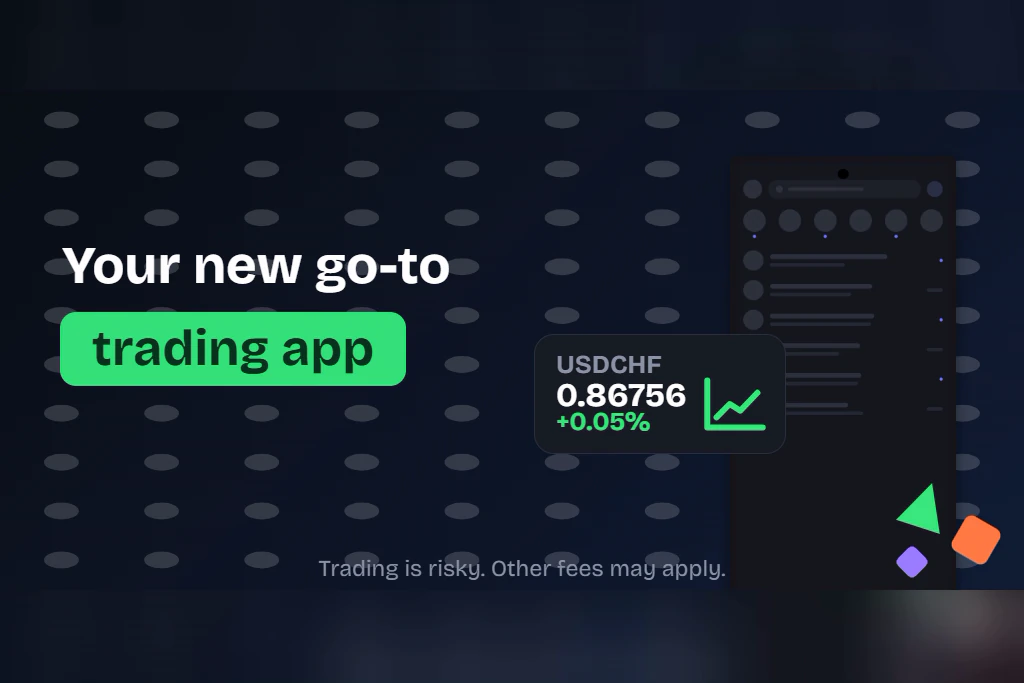 Your new go-to
trading app
USDCHF
0.86756
+0.05%
Trading is risky. Other fees may apply.